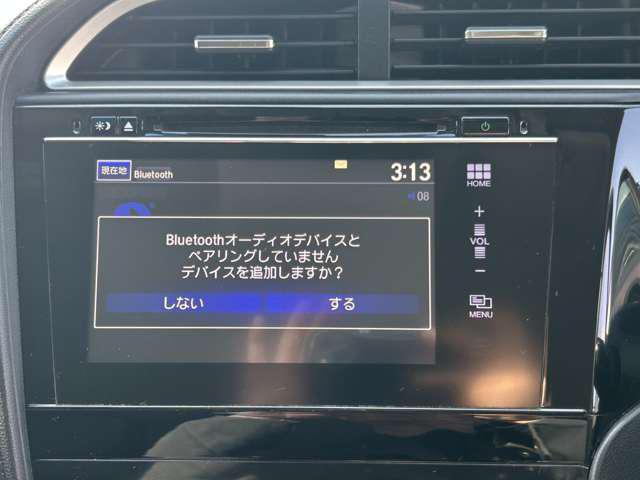 現在地 Bluetooth 3:13
08
Bluetoothオーディオデバイスと
ペアリングしていません
デバイスを追加しますか？
しない する
HOME
+
VOL
−
MENU